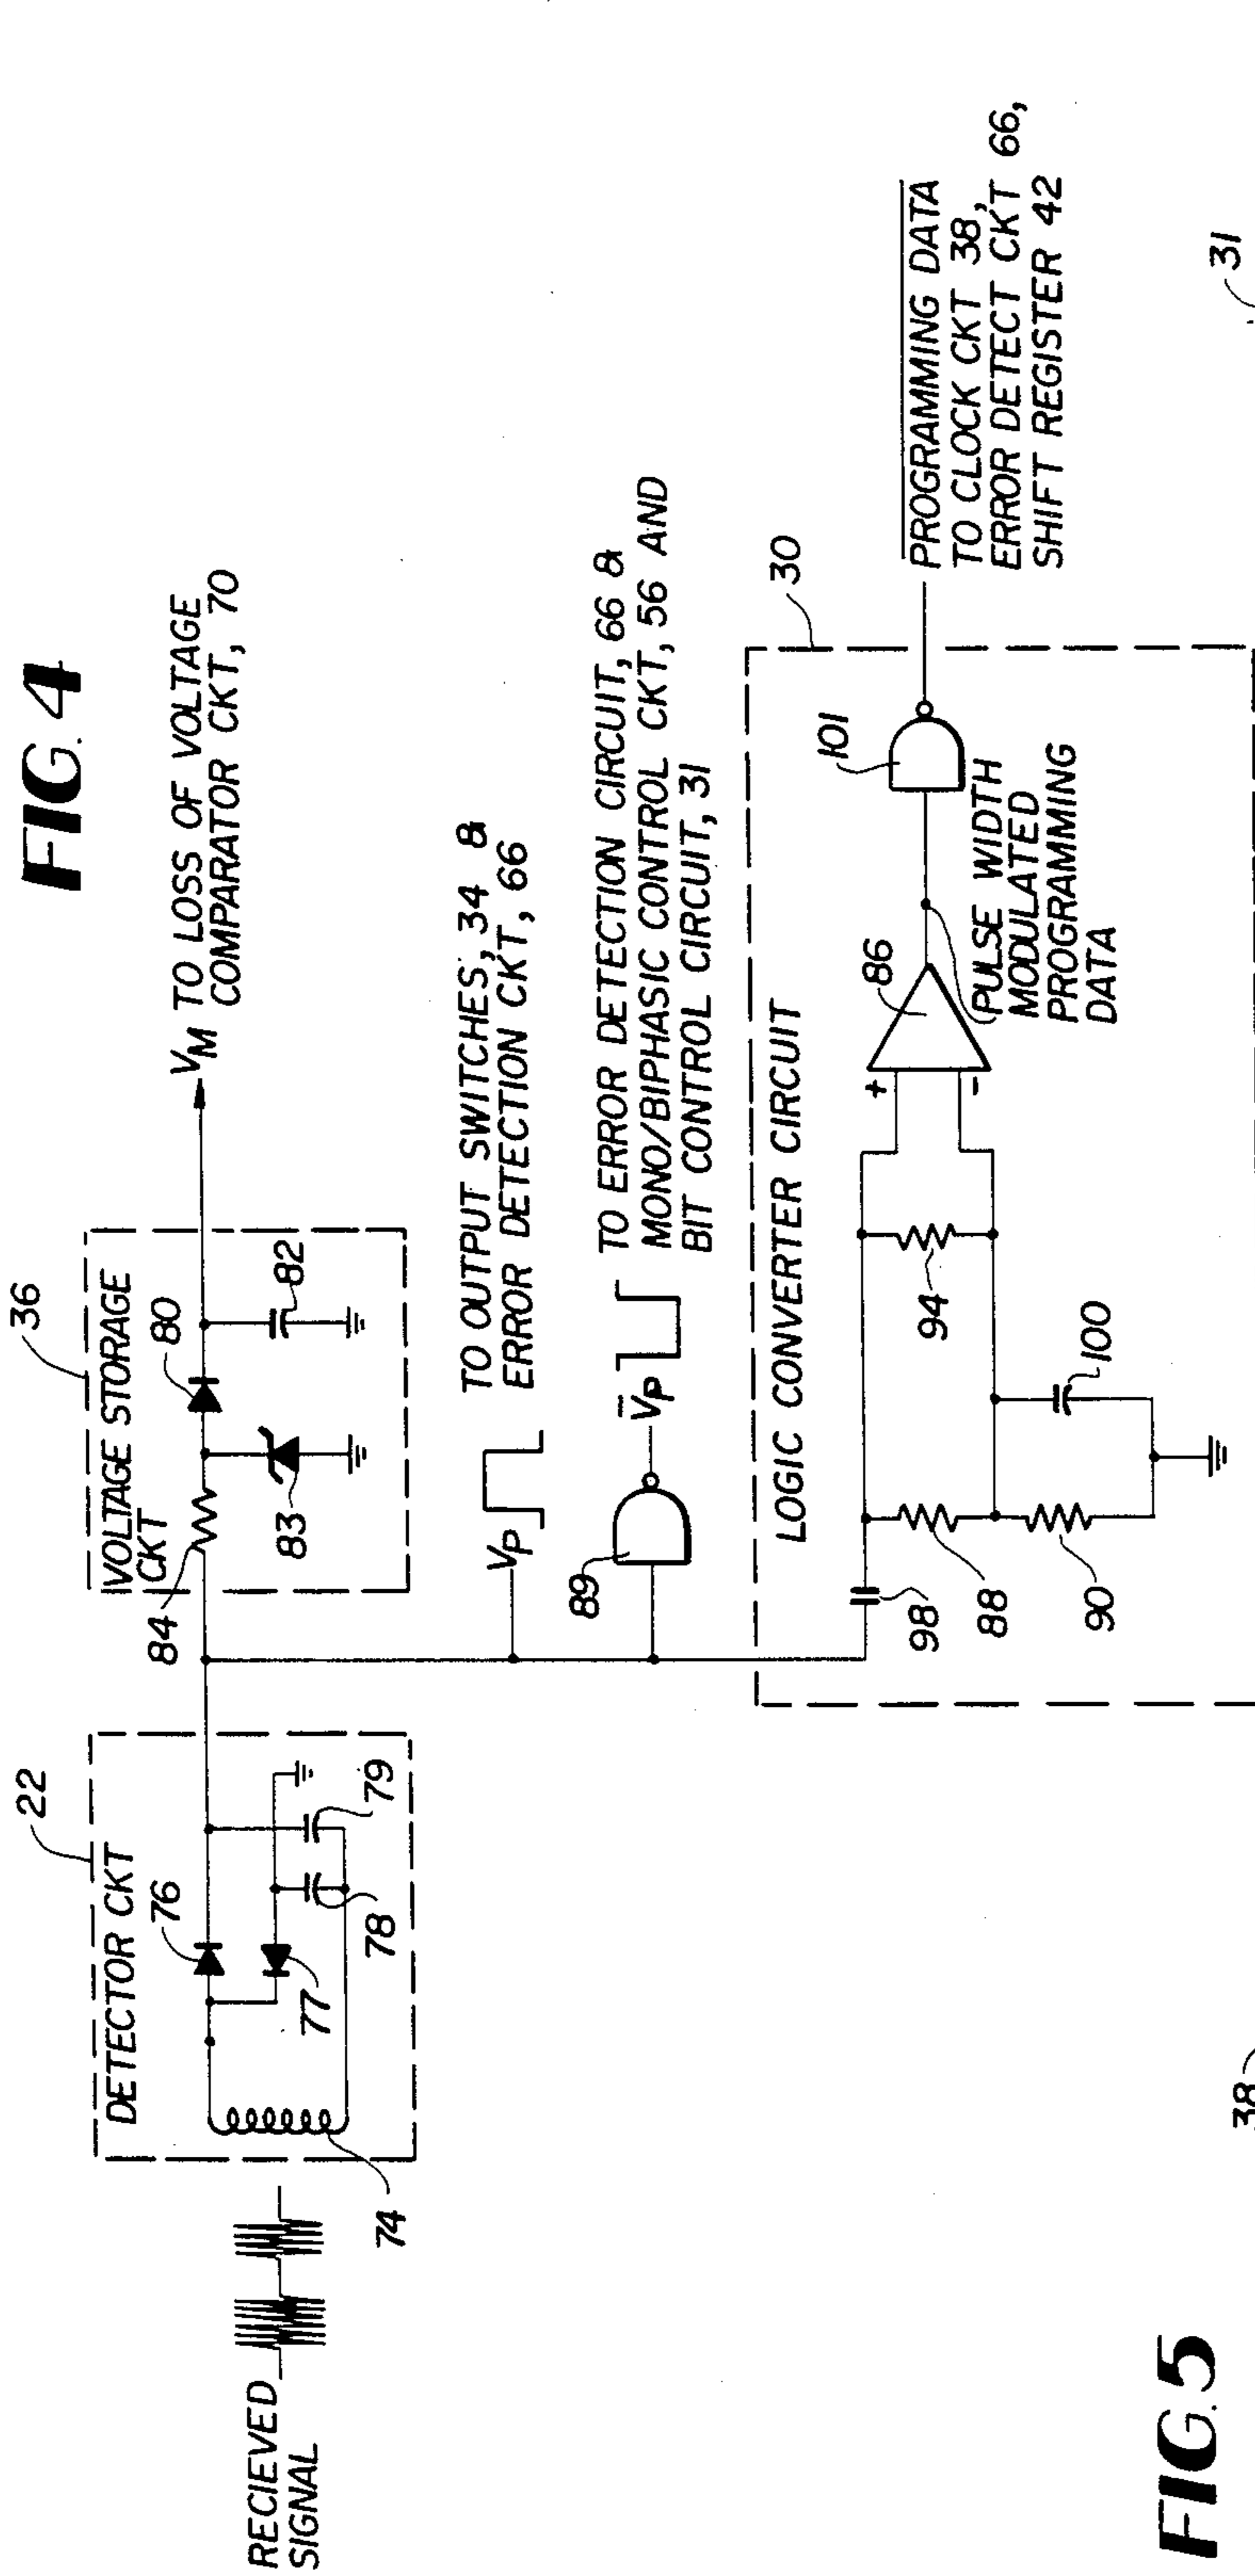 FIG. 4
RECIEVED
SIGNAL
74
22
DETECTOR CKT
76
77
78
79
36
VOLTAGE STORAGE
CKT
84
80
83
82
VM TO LOSS OF VOLTAGE
COMPARATOR CKT, 70
VP
TO OUTPUT SWITCHES, 34 &
ERROR DETECTION CKT, 66
89
V̅P
TO ERROR DETECTION CIRCUIT, 66 &
MONO/BIPHASIC CONTROL CKT, 56 AND
BIT CONTROL CIRCUIT, 31
LOGIC CONVERTER CIRCUIT
30
98
88
90
94
100
+
-
86
101
PULSE WIDTH
MODULATED
PROGRAMMING
DATA
PROGRAMMING DATA
TO CLOCK CKT 38,
ERROR DETECT CKT 66,
SHIFT REGISTER 42
FIG. 5
38
31